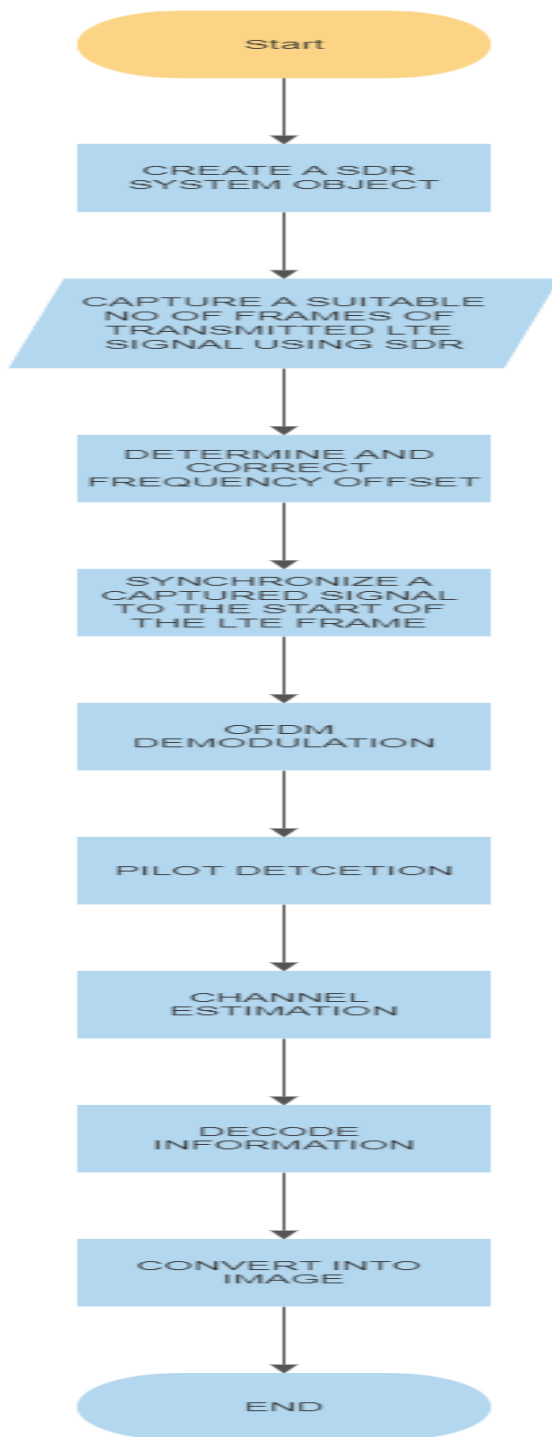 Start
CREATE A SDR
SYSTEM OBJECT
CAPTURE A SUITABLE
NO OF FRAMES OF
TRANSMITTED LTE
SIGNAL USING SDR
DETERMINE AND
CORRECT
FREQUENCY OFFSET
SYNCHRONIZE A
CAPTURED SIGNAL
TO THE START OF
THE LTE FRAME
OFDM
DEMODULATION
PILOT DETCETION
CHANNEL
ESTIMATION
DECODE
INFORMATION
CONVERT INTO
IMAGE
END